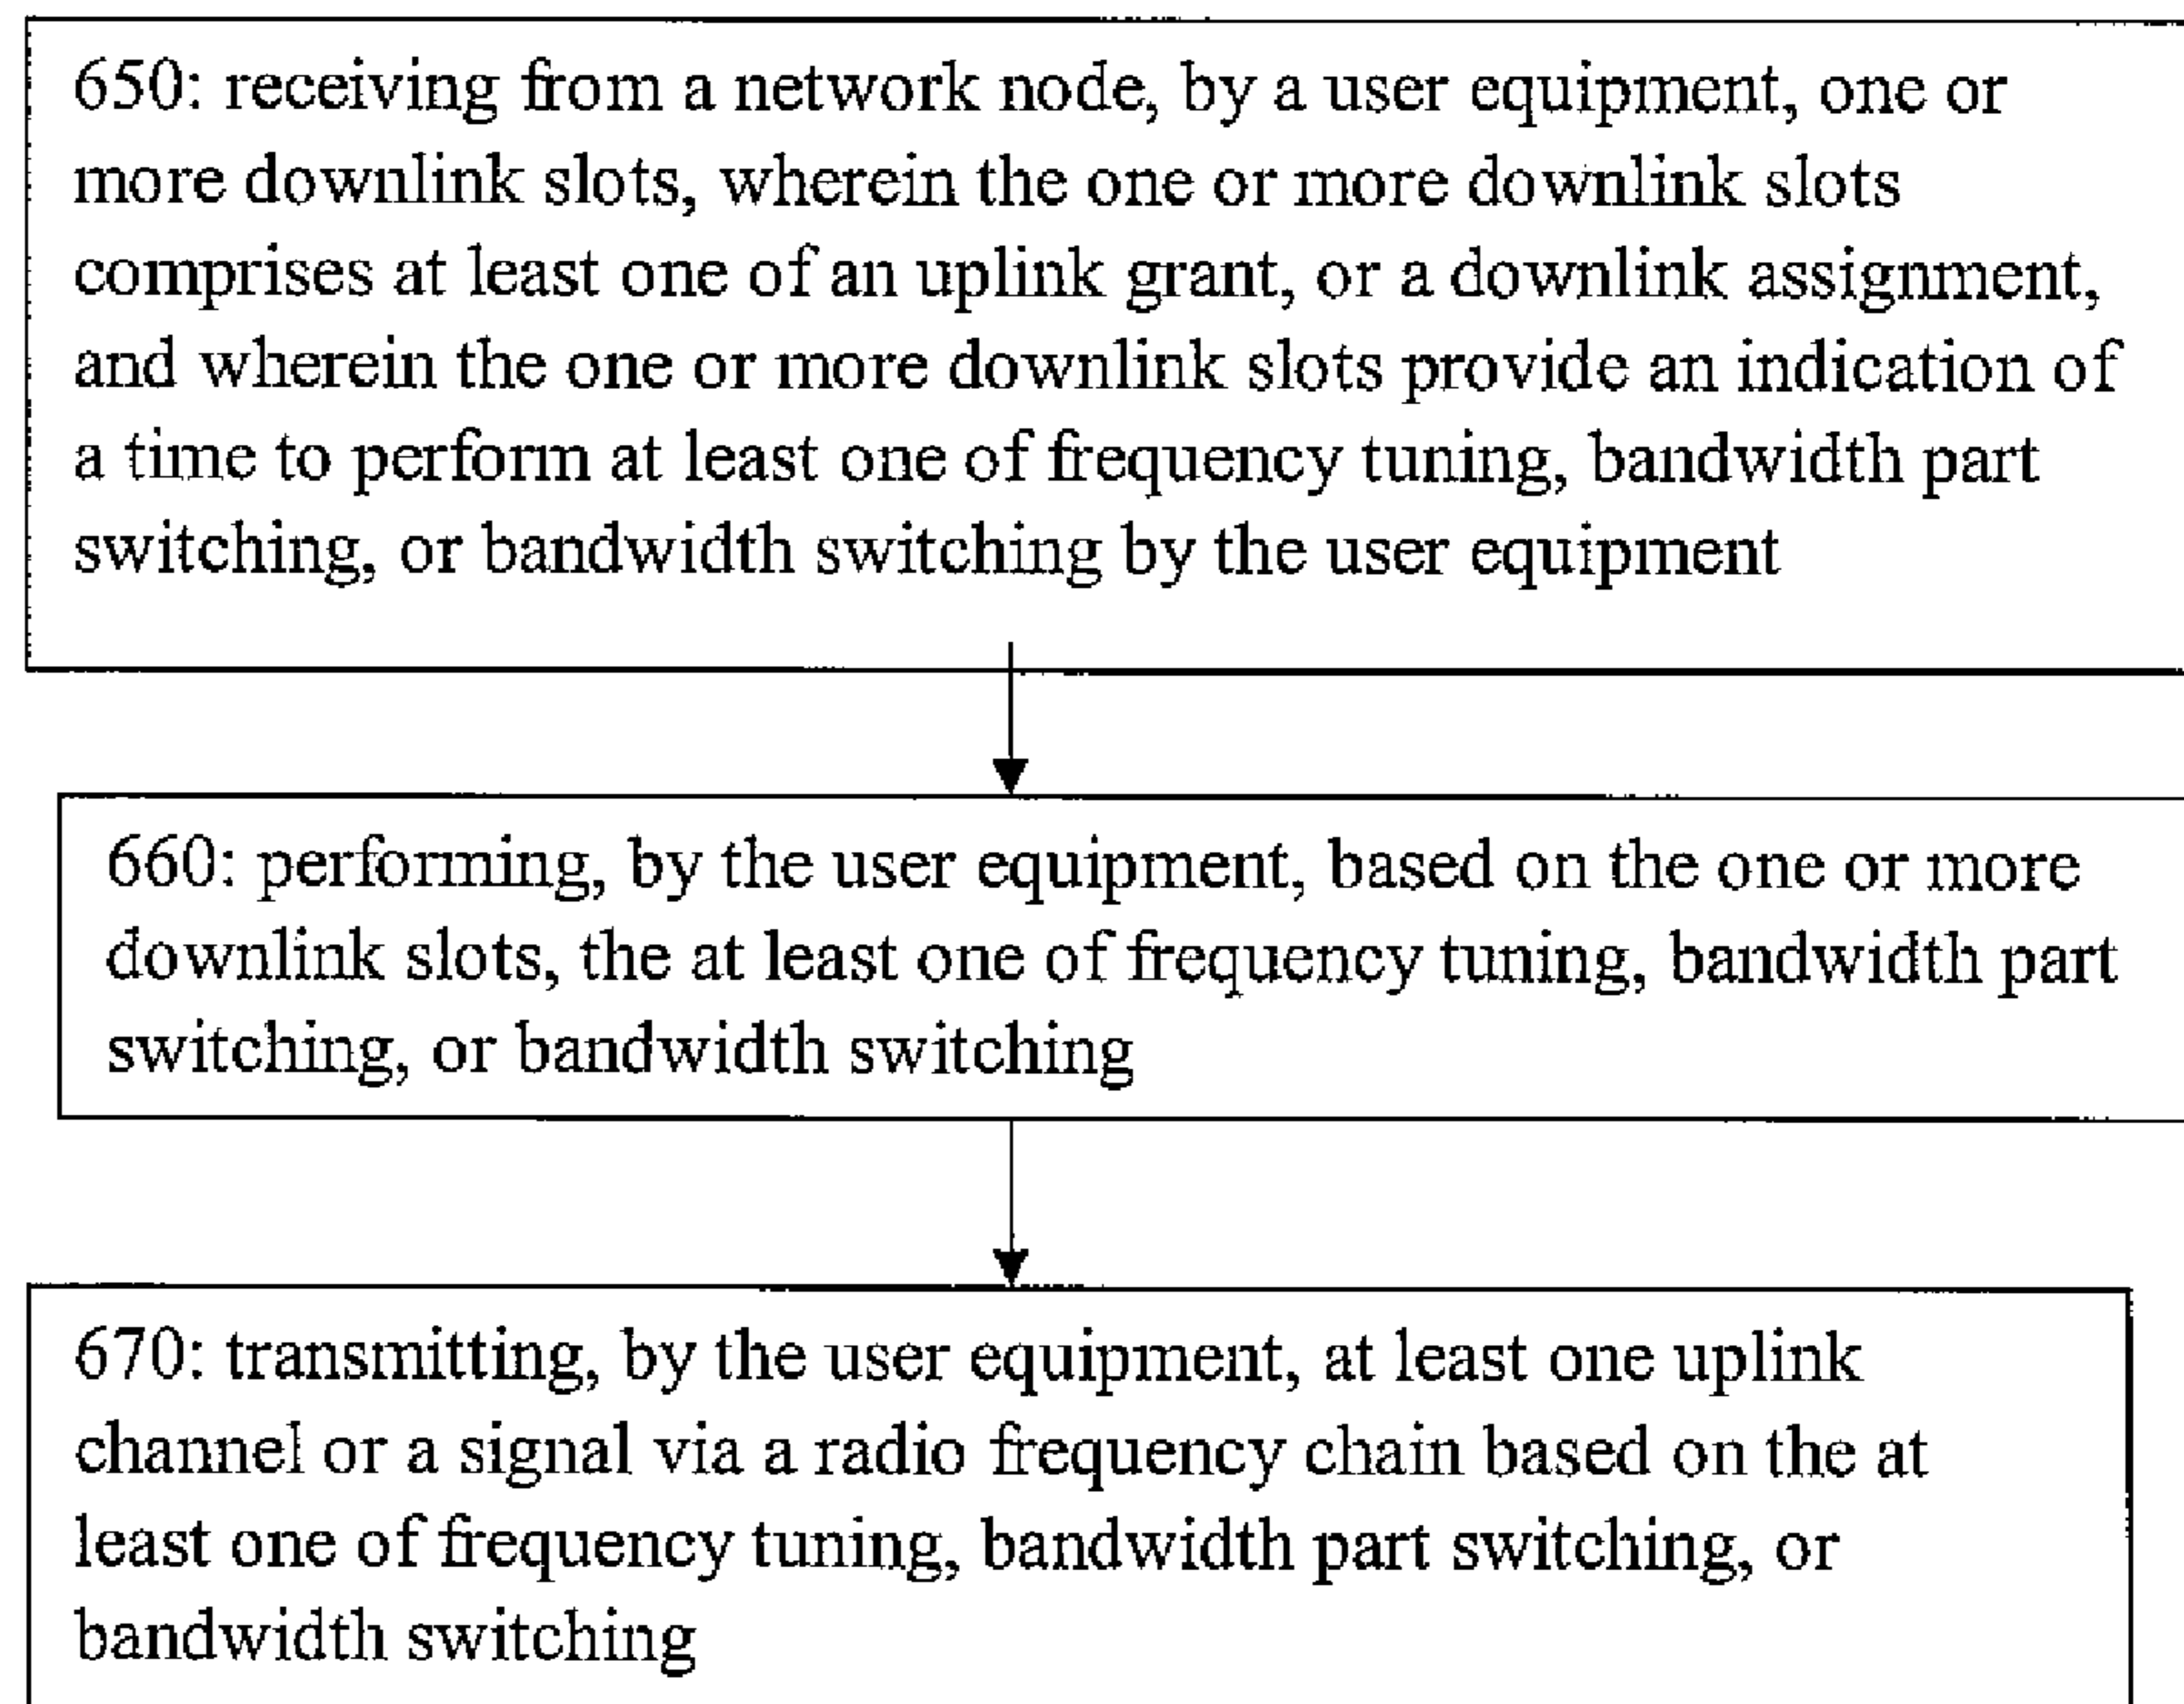 650: receiving from a network node, by a user equipment, one or
more downlink slots, wherein the one or more downlink slots
comprises at least one of an uplink grant, or a downlink assignment,
and wherein the one or more downlink slots provide an indication of
a time to perform at least one of frequency tuning, bandwidth part
switching, or bandwidth switching by the user equipment
660: performing, by the user equipment, based on the one or more
downlink slots, the at least one of frequency tuning, bandwidth part
switching, or bandwidth switching
670: transmitting, by the user equipment, at least one uplink
channel or a signal via a radio frequency chain based on the at
least one of frequency tuning, bandwidth part switching, or
bandwidth switching